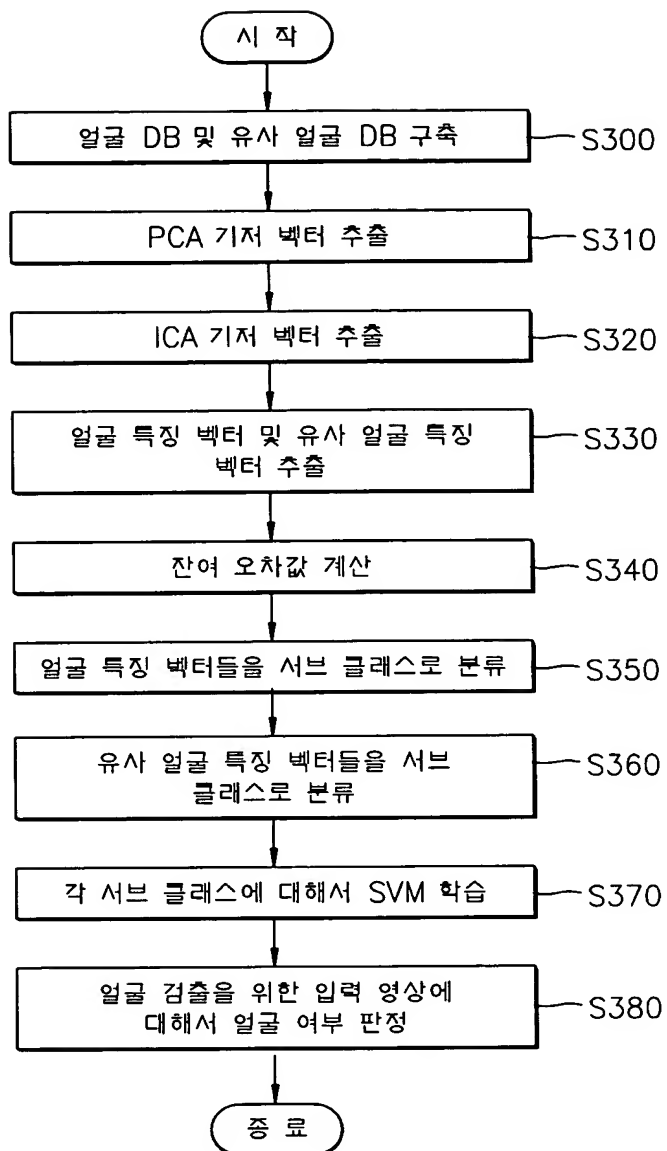 시 작
얼굴 DB 및 유사 얼굴 DB 구축
S300
PCA 기저 벡터 추출
S310
ICA 기저 벡터 추출
S320
얼굴 특징 벡터 및 유사 얼굴 특징
벡터 추출
S330
잔여 오차값 계산
S340
얼굴 특징 벡터들을 서브 클래스로 분류
S350
유사 얼굴 특징 벡터들을 서브
클래스로 분류
S360
각 서브 클래스에 대해서 SVM 학습
S370
얼굴 검출을 위한 입력 영상에
대해서 얼굴 여부 판정
S380
종 료